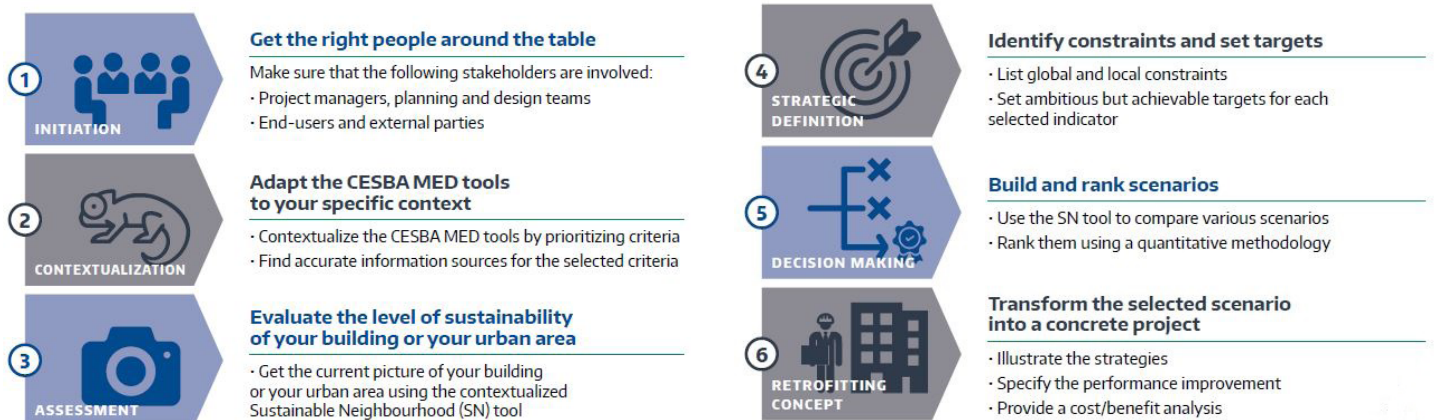 1
INITIATION
Get the right people around the table
Make sure that the following stakeholders are involved:
· Project managers, planning and design teams
· End-users and external parties
2
CONTEXTUALIZATION
Adapt the CESBA MED tools
to your specific context
· Contextualize the CESBA MED tools by prioritizing criteria
· Find accurate information sources for the selected criteria
3
ASSESSMENT
Evaluate the level of sustainability
of your building or your urban area
· Get the current picture of your building
or your urban area using the contextualized
Sustainable Neighbourhood (SN) tool
4
STRATEGIC
DEFINITION
Identify constraints and set targets
· List global and local constraints
· Set ambitious but achievable targets for each
selected indicator
5
DECISION MAKING
Build and rank scenarios
· Use the SN tool to compare various scenarios
· Rank them using a quantitative methodology
6
RETROFITTING
CONCEPT
Transform the selected scenario
into a concrete project
· Illustrate the strategies
· Specify the performance improvement
· Provide a cost/benefit analysis